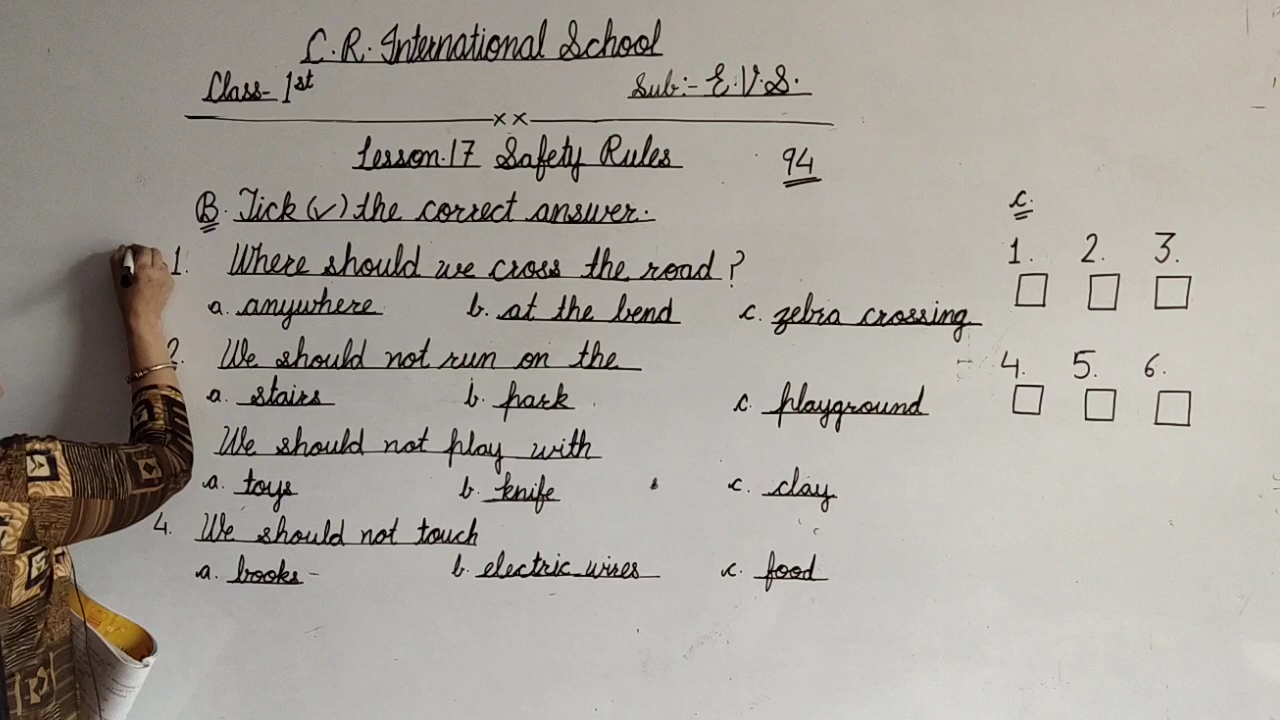 C.R. International School
Class- 1st Sub:- E.V.S.
××
Lesson.17 Safety Rules 94
B. Tick (✓) the correct answer.
1. Where should we cross the road?
a. anywhere b. at the bend c. zebra crossing
2. We should not run on the
a. stairs b. park c. playground
We should not play with
a. toys b. knife c. clay
4. We should not touch
a. books b. electric wires c. food
C.
1. 2. 3.
4. 5. 6.